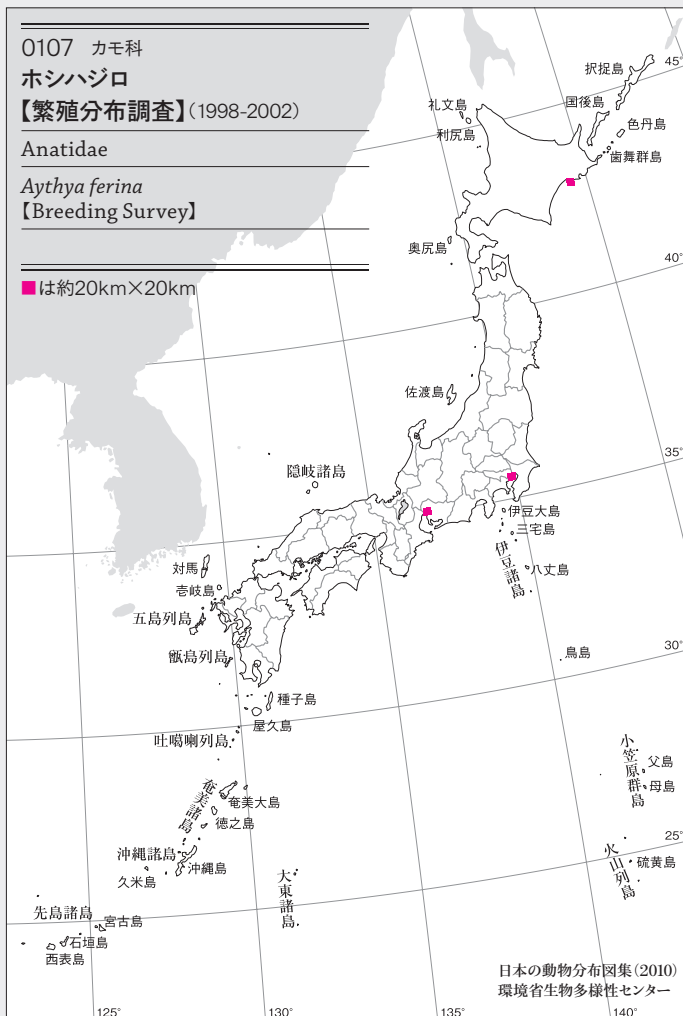 0107 カモ科
ホシハジロ
【繁殖分布調査】(1998-2002)
Anatidae
Aythya ferina
【Breeding Survey】
■は約20km×20km
45°
択捉島
国後島
礼文島
色丹島
利尻島
歯舞群島
奥尻島
40°
佐渡島
35°
隠岐諸島
伊豆大島
三宅島
伊豆諸島
八丈島
対馬
壱岐島
五島列島
甑島列島
鳥島
30°
種子島
屋久島
吐噶喇列島
小笠原群島
父島
母島
奄美諸島
奄美大島
徳之島
25°
沖縄諸島
沖縄島
久米島
火山列島
硫黄島
大東諸島
先島諸島
宮古島
石垣島
西表島
日本の動物分布図集(2010)
環境省生物多様性センター
125°
130°
135°
140°